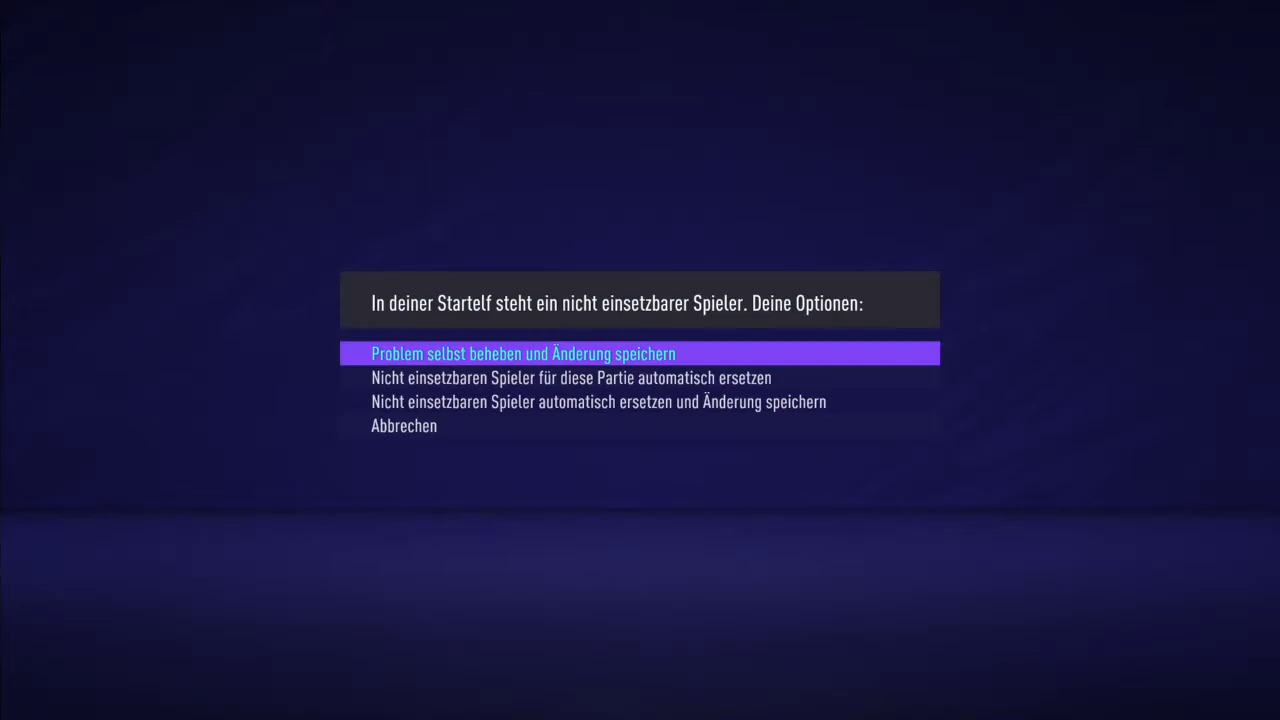 In deiner Startelf steht ein nicht einsetzbarer Spieler. Deine Optionen:
Problem selbst beheben und Änderung speichern
Nicht einsetzbaren Spieler für diese Partie automatisch ersetzen
Nicht einsetzbaren Spieler automatisch ersetzen und Änderung speichern
Abbrechen